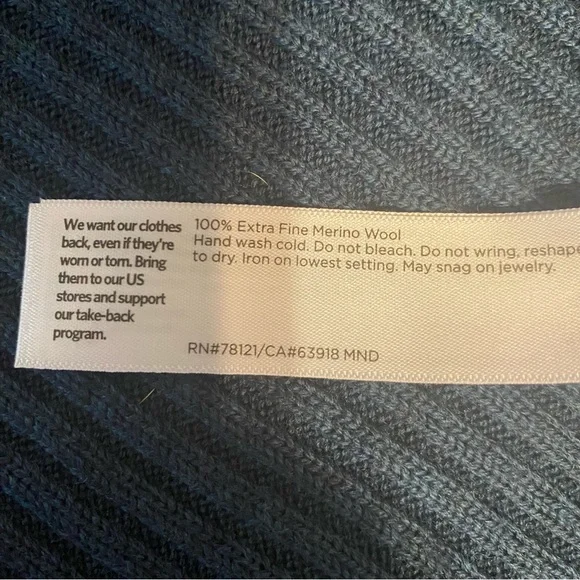 We want our clothes
back, even if they're
worn or torn. Bring
them to our US
stores and support
our take-back
program.
100% Extra Fine Merino Wool
Hand wash cold. Do not bleach. Do not wring, reshape
to dry. Iron on lowest setting. May snag on jewelry.
RN#78121/CA#63918 MND